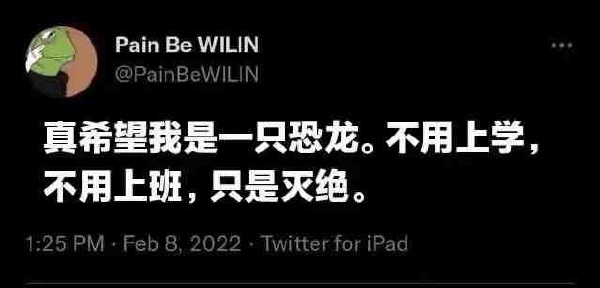 Pain Be WILIN
@PainBeWILIN
真希望我是一只恐龙。不用上学，
不用上班，只是灭绝。
1:25 PM · Feb 8, 2022 · Twitter for iPad